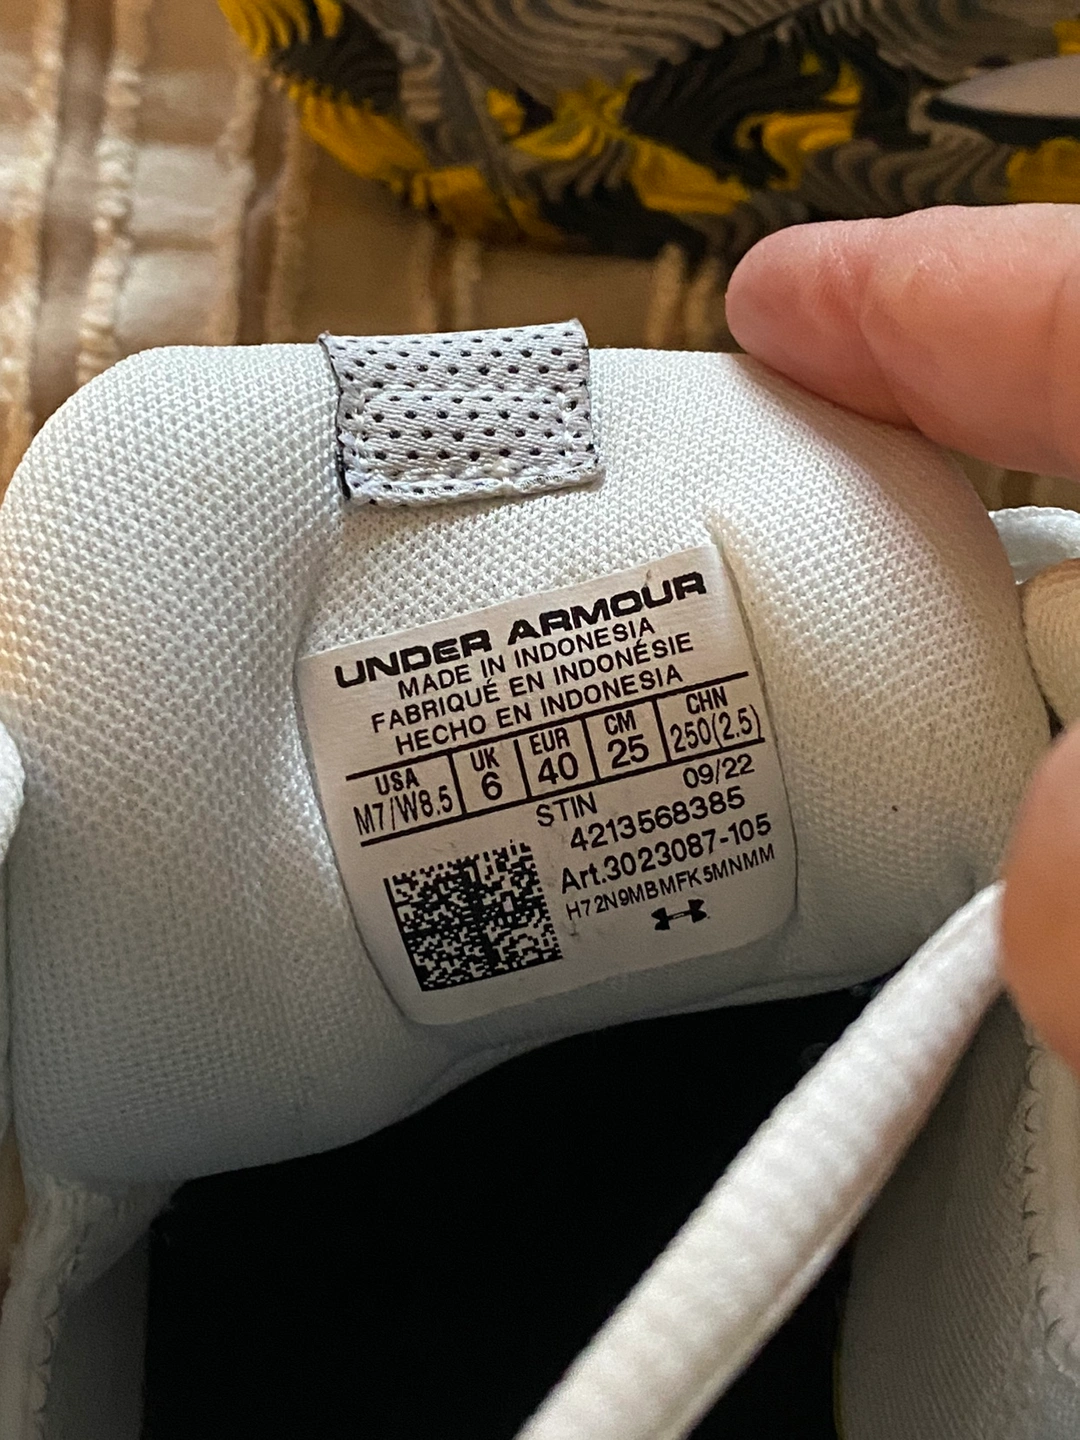 UNDER ARMOUR
MADE IN INDONESIA
FABRIQUÉ EN INDONÉSIE
HECHO EN INDONESIA
USA UK EUR CM CHN
M7/W8.5 6 40 25 250(2.5)
STIN 09/22
4213568385
Art.3023087-105
H72N9MBMFK5MNMM